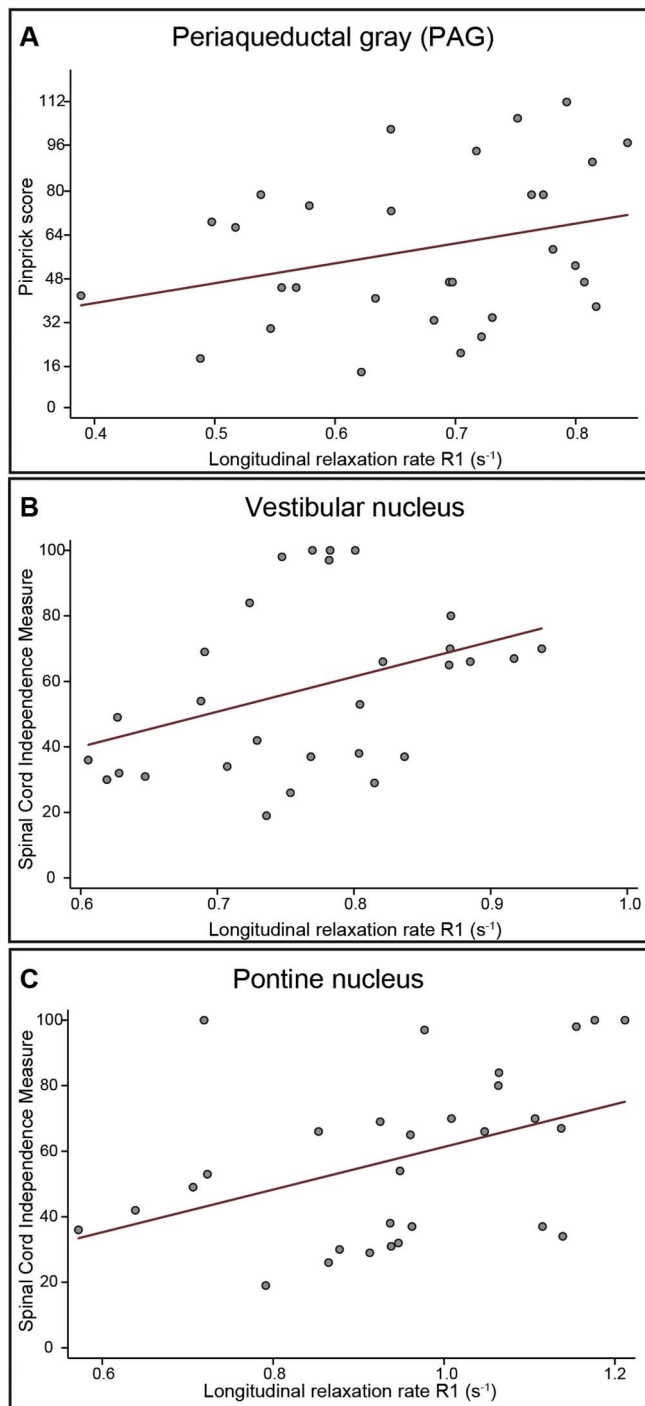 A
Periaqueductal gray (PAG)
Pinprick score
112
96
80
64
48
32
16
0
0.4 0.5 0.6 0.7 0.8
Longitudinal relaxation rate R1 (s⁻¹)
B
Vestibular nucleus
Spinal Cord Independence Measure
100
80
60
40
20
0
0.6 0.7 0.8 0.9 1.0
Longitudinal relaxation rate R1 (s⁻¹)
C
Pontine nucleus
Spinal Cord Independence Measure
100
80
60
40
20
0
0.6 0.8 1.0 1.2
Longitudinal relaxation rate R1 (s⁻¹)